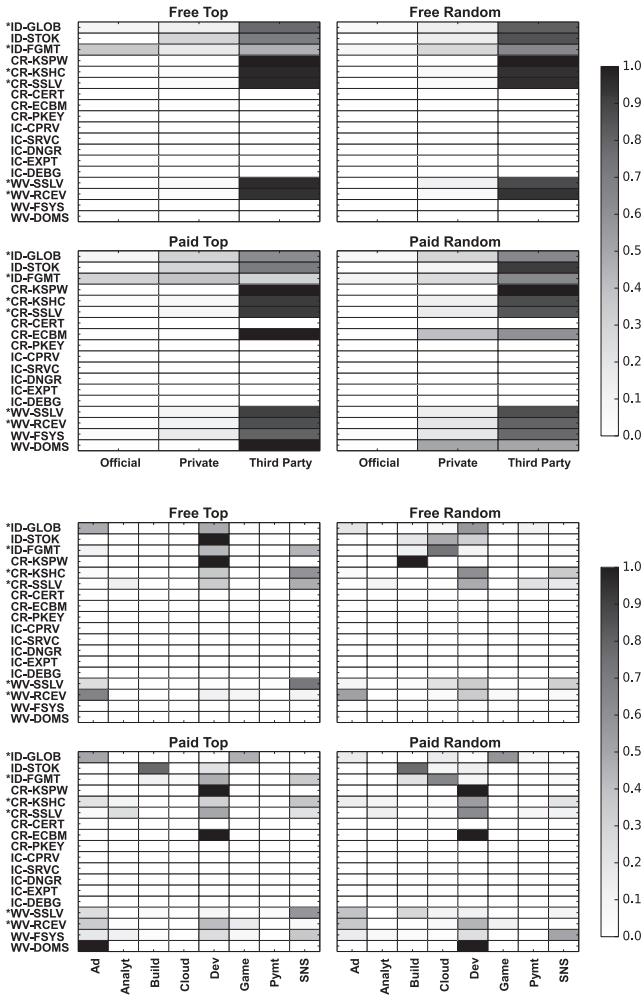 Free Top Free Random
*ID-GLOB
ID-STOK
*ID-FGMT
CR-KSPW
*CR-KSHC
*CR-SSLV
CR-CERT
CR-ECBM
CR-PKEY
IC-CPRV
IC-SRVC
IC-DNGR
IC-EXPT
IC-DEBG
*WV-SSLV
*WV-RCEV
WV-FSYS
WV-DOMS
Paid Top Paid Random
*ID-GLOB
ID-STOK
*ID-FGMT
CR-KSPW
*CR-KSHC
*CR-SSLV
CR-CERT
CR-ECBM
CR-PKEY
IC-CPRV
IC-SRVC
IC-DNGR
IC-EXPT
IC-DEBG
*WV-SSLV
*WV-RCEV
WV-FSYS
WV-DOMS
Official Private Third Party Official Private Third Party
1.0
0.9
0.8
0.7
0.6
0.5
0.4
0.3
0.2
0.1
0.0
Free Top Free Random
*ID-GLOB
ID-STOK
*ID-FGMT
CR-KSPW
*CR-KSHC
*CR-SSLV
CR-CERT
CR-ECBM
CR-PKEY
IC-CPRV
IC-SRVC
IC-DNGR
IC-EXPT
IC-DEBG
*WV-SSLV
*WV-RCEV
WV-FSYS
WV-DOMS
Paid Top Paid Random
*ID-GLOB
ID-STOK
*ID-FGMT
CR-KSPW
*CR-KSHC
*CR-SSLV
CR-CERT
CR-ECBM
CR-PKEY
IC-CPRV
IC-SRVC
IC-DNGR
IC-EXPT
IC-DEBG
*WV-SSLV
*WV-RCEV
WV-FSYS
WV-DOMS
Ad Analyt Build Cloud Dev Game Pymt SNS Ad Analyt Build Cloud Dev Game Pymt SNS
1.0
0.9
0.8
0.7
0.6
0.5
0.4
0.3
0.2
0.1
0.0